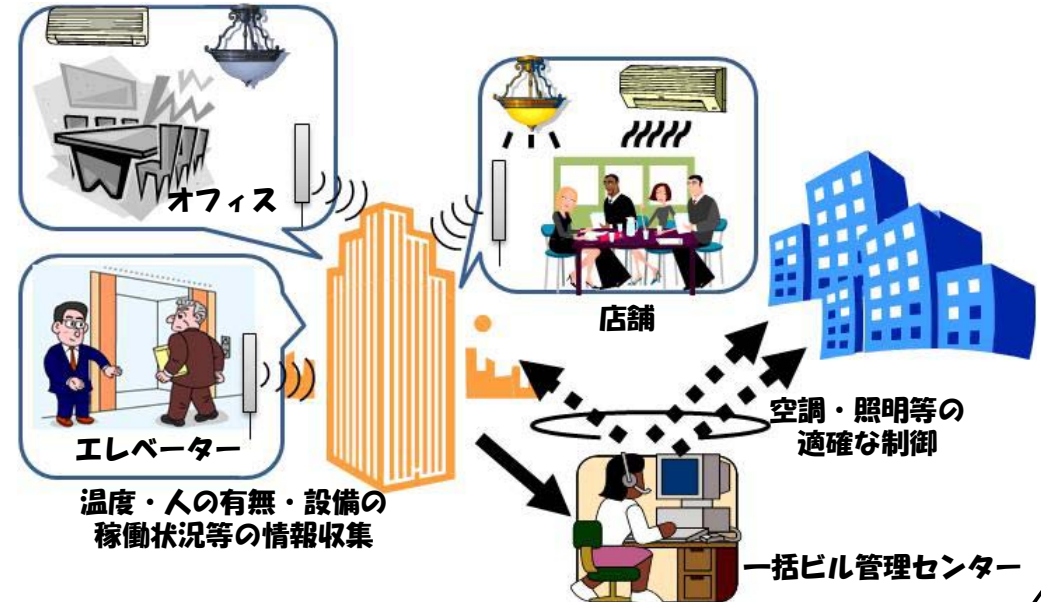 オフィス
店舗
エレベーター
空調・照明等の
適確な制御
温度・人の有無・設備の
稼働状況等の情報収集
一括ビル管理センター